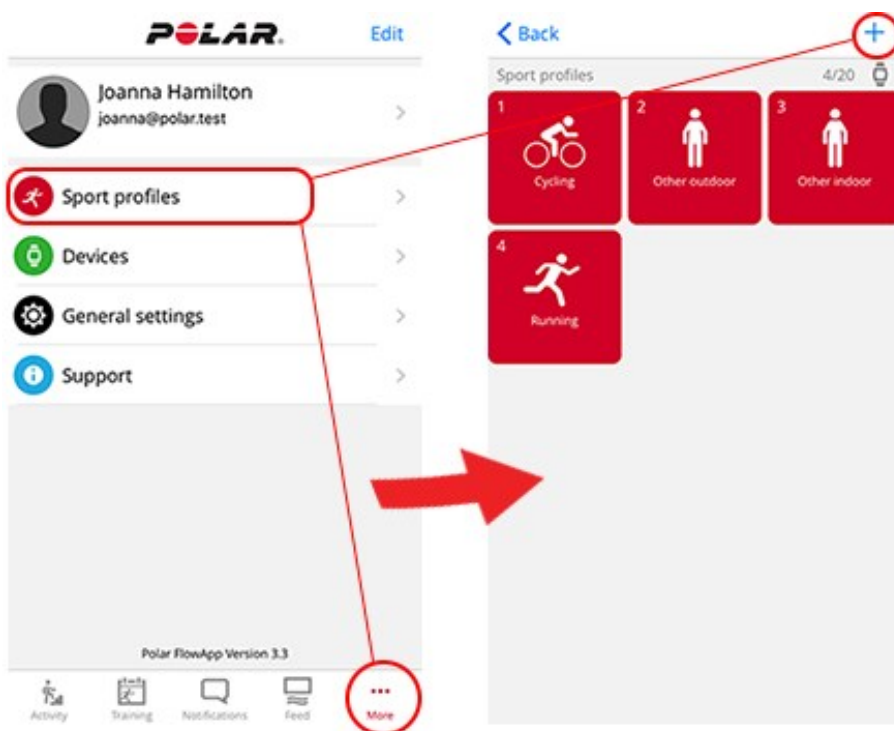 POLAR.
Edit
Joanna Hamilton
joanna@polar.test
Sport profiles
Devices
General settings
Support
Polar FlowApp Version 3.3
Activity
Training
Notifications
Feed
More
Back
+
Sport profiles
4/20
1
Cycling
2
Other outdoor
3
Other indoor
4
Running